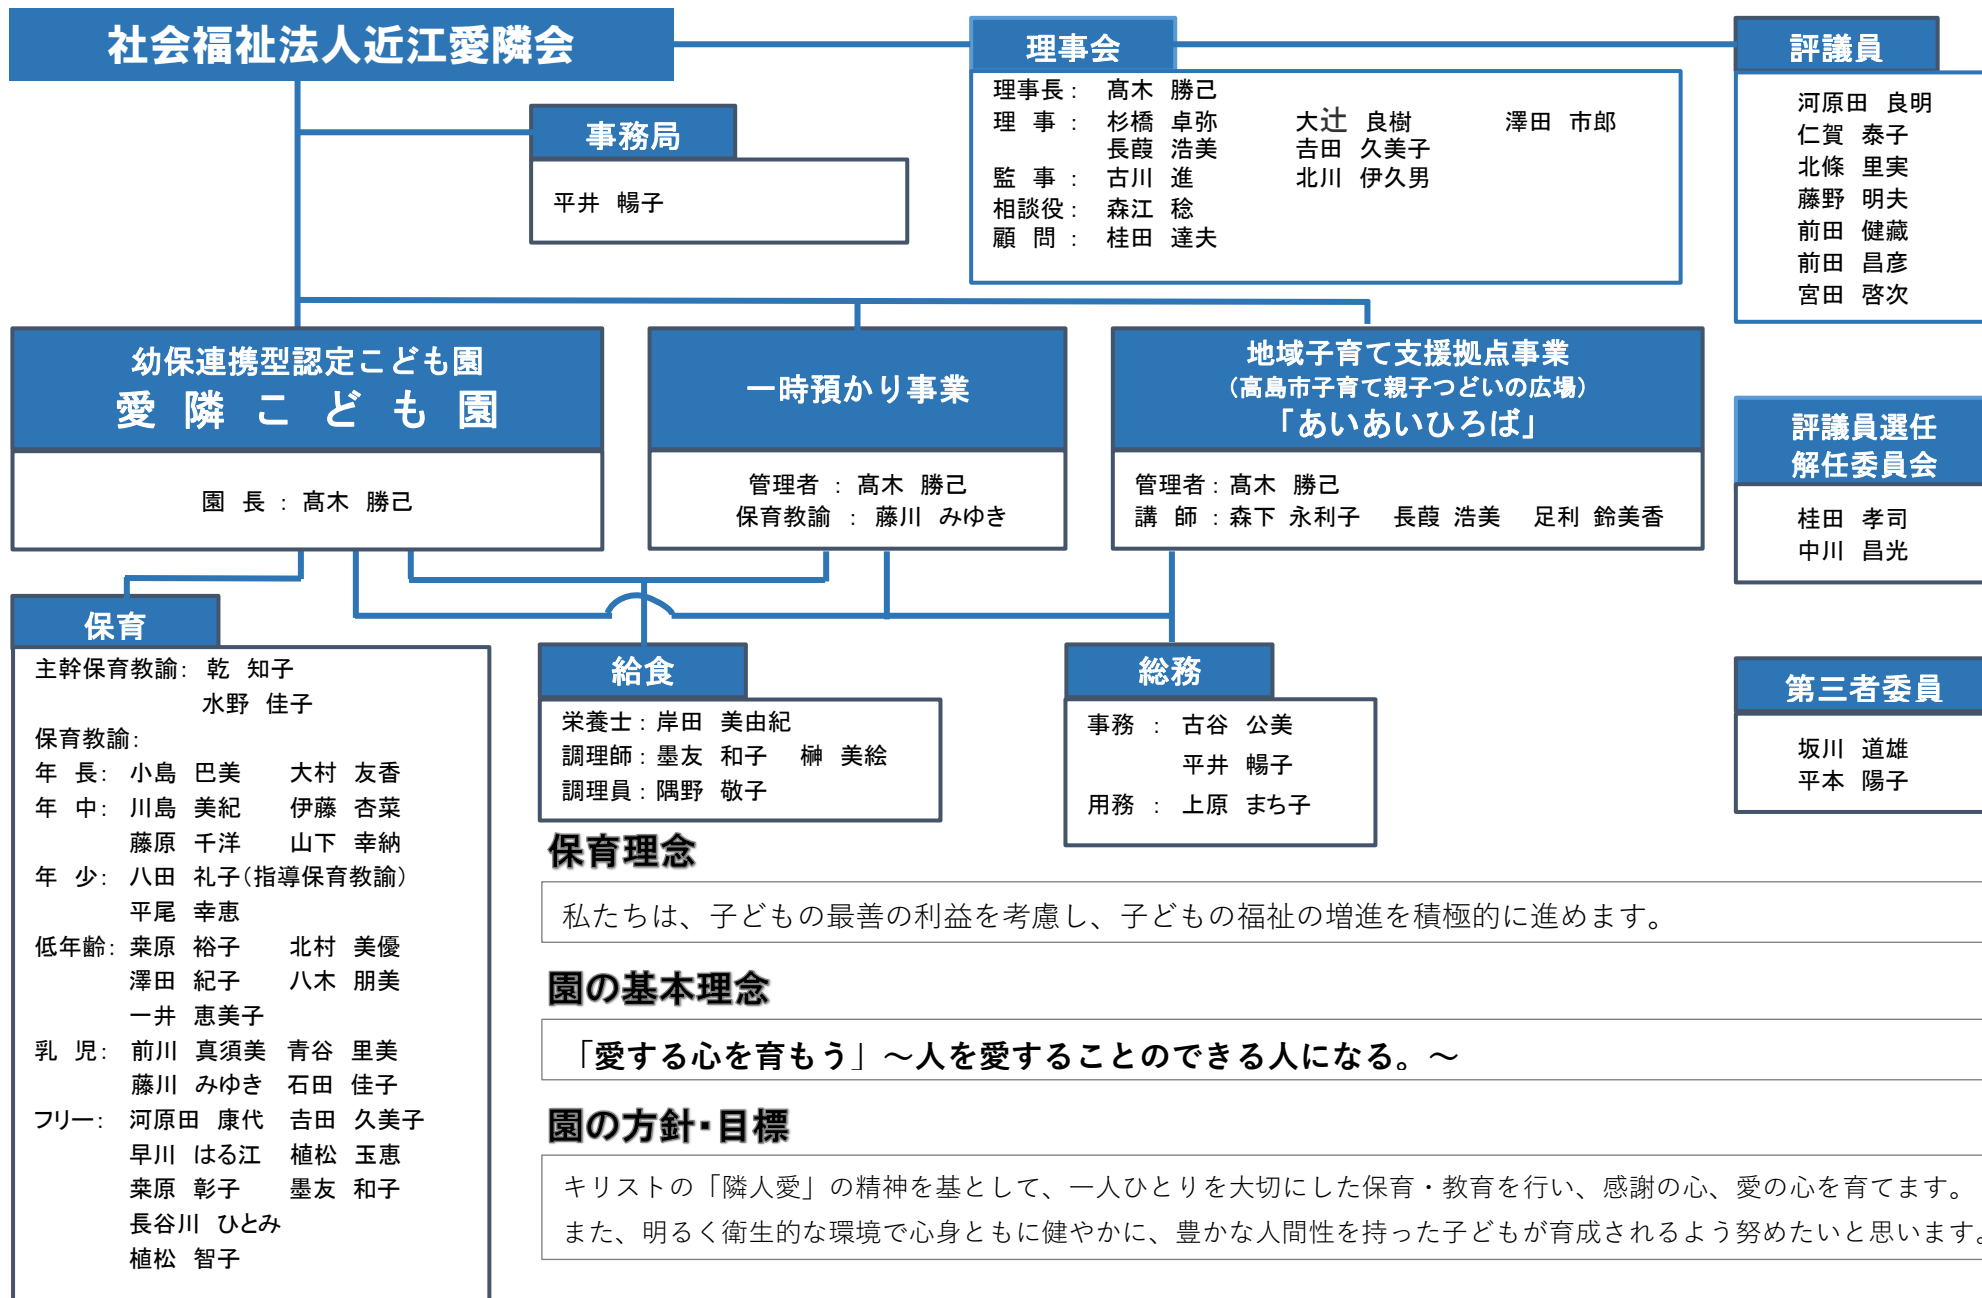 社会福祉法人近江愛隣会
理事会
理事長： 髙木 勝己
理 事 ： 杉橋 卓弥 大辻 良樹 澤田 市郎
長葭 浩美 𠮷田 久美子
監 事 ： 古川 進 北川 伊久男
相談役： 森江 稔
顧 問 ： 桂田 達夫
評議員
河原田 良明
仁賀 泰子
北條 里実
藤野 明夫
前田 健藏
前田 昌彦
宮田 啓次
事務局
平井 暢子
幼保連携型認定こども園
愛 隣 こ ど も 園
園 長 ： 髙木 勝己
一時預かり事業
管理者 ： 髙木 勝己
保育教諭 ： 藤川 みゆき
地域子育て支援拠点事業
（高島市子育て親子つどいの広場）
「あいあいひろば」
管理者： 髙木 勝己
講 師 ： 森下 永利子 長葭 浩美 足利 鈴美香
評議員選任
解任委員会
桂田 孝司
中川 昌光
保育
主幹保育教諭： 乾 知子
水野 佳子
保育教諭：
年 長： 小島 巴美 大村 友香
年 中： 川島 美紀 伊藤 杏菜
藤原 千洋 山下 幸納
年 少： 八田 礼子（指導保育教諭）
平尾 幸恵
低年齢： 桒原 裕子 北村 美優
澤田 紀子 八木 朋美
一井 恵美子
乳 児： 前川 真須美 青谷 里美
藤川 みゆき 石田 佳子
フリー： 河原田 康代 𠮷田 久美子
早川 はる江 植松 玉恵
桒原 彰子 墨友 和子
長谷川 ひとみ
植松 智子
給食
栄養士： 岸田 美由紀
調理師： 墨友 和子 榊 美絵
調理員： 隅野 敬子
総務
事務 ： 古谷 公美
平井 暢子
用務 ： 上原 まち子
第三者委員
坂川 道雄
平本 陽子
保育理念
私たちは、子どもの最善の利益を考慮し、子どもの福祉の増進を積極的に進めます。
園の基本理念
「愛する心を育もう」～人を愛することのできる人になる。～
園の方針・目標
キリストの「隣人愛」の精神を基として、一人ひとりを大切にした保育・教育を行い、感謝の心、愛の心を育てます。
また、明るく衛生的な環境で心身ともに健やかに、豊かな人間性を持った子どもが育成されるよう努めたいと思います。